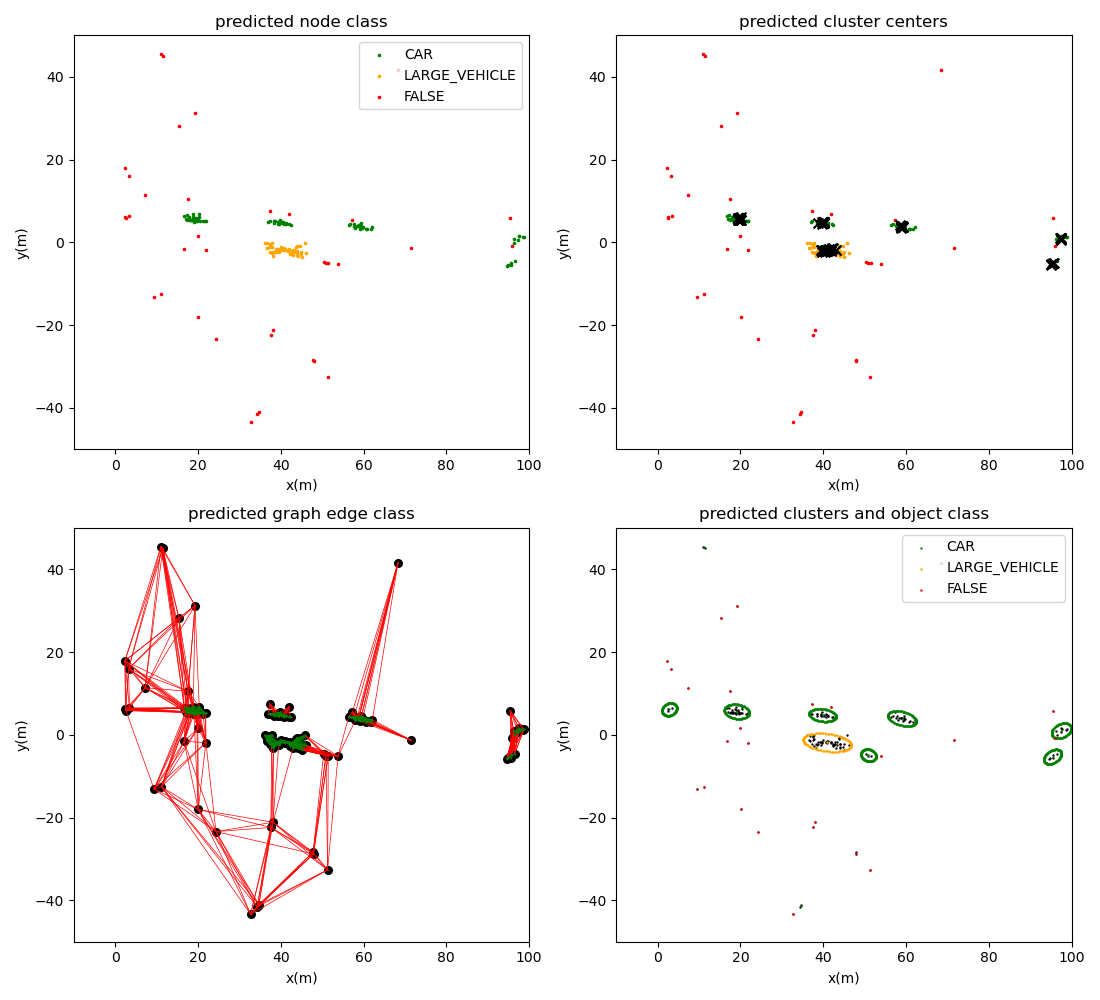 predicted node class
CAR
LARGE_VEHICLE
FALSE
40
20
0
−20
−40
y(m)
0 20 40 60 80 100
x(m)
predicted cluster centers
40
20
0
−20
−40
y(m)
0 20 40 60 80 100
x(m)
predicted graph edge class
40
20
0
−20
−40
y(m)
0 20 40 60 80 100
x(m)
predicted clusters and object class
CAR
LARGE_VEHICLE
FALSE
40
20
0
−20
−40
y(m)
0 20 40 60 80 100
x(m)